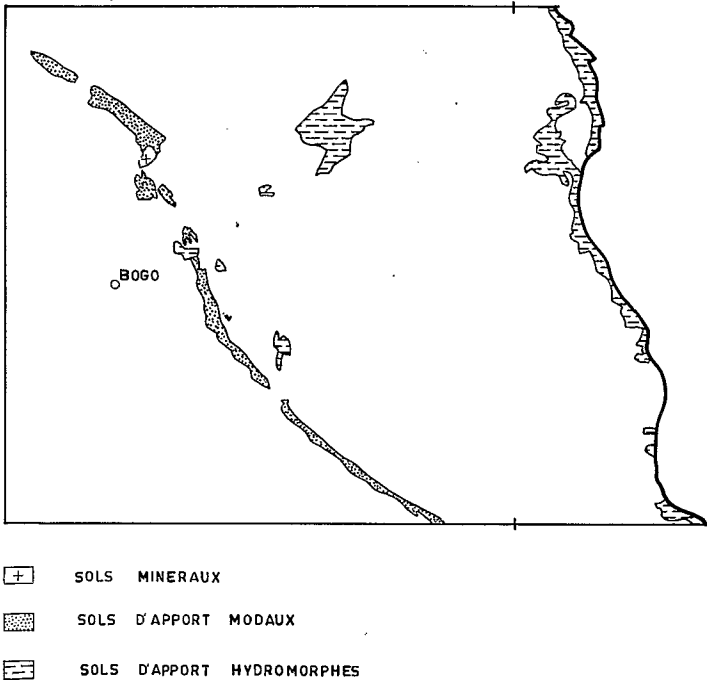 BOGO
SOLS MINERAUX
SOLS D'APPORT MODAUX
SOLS D'APPORT HYDROMORPHES